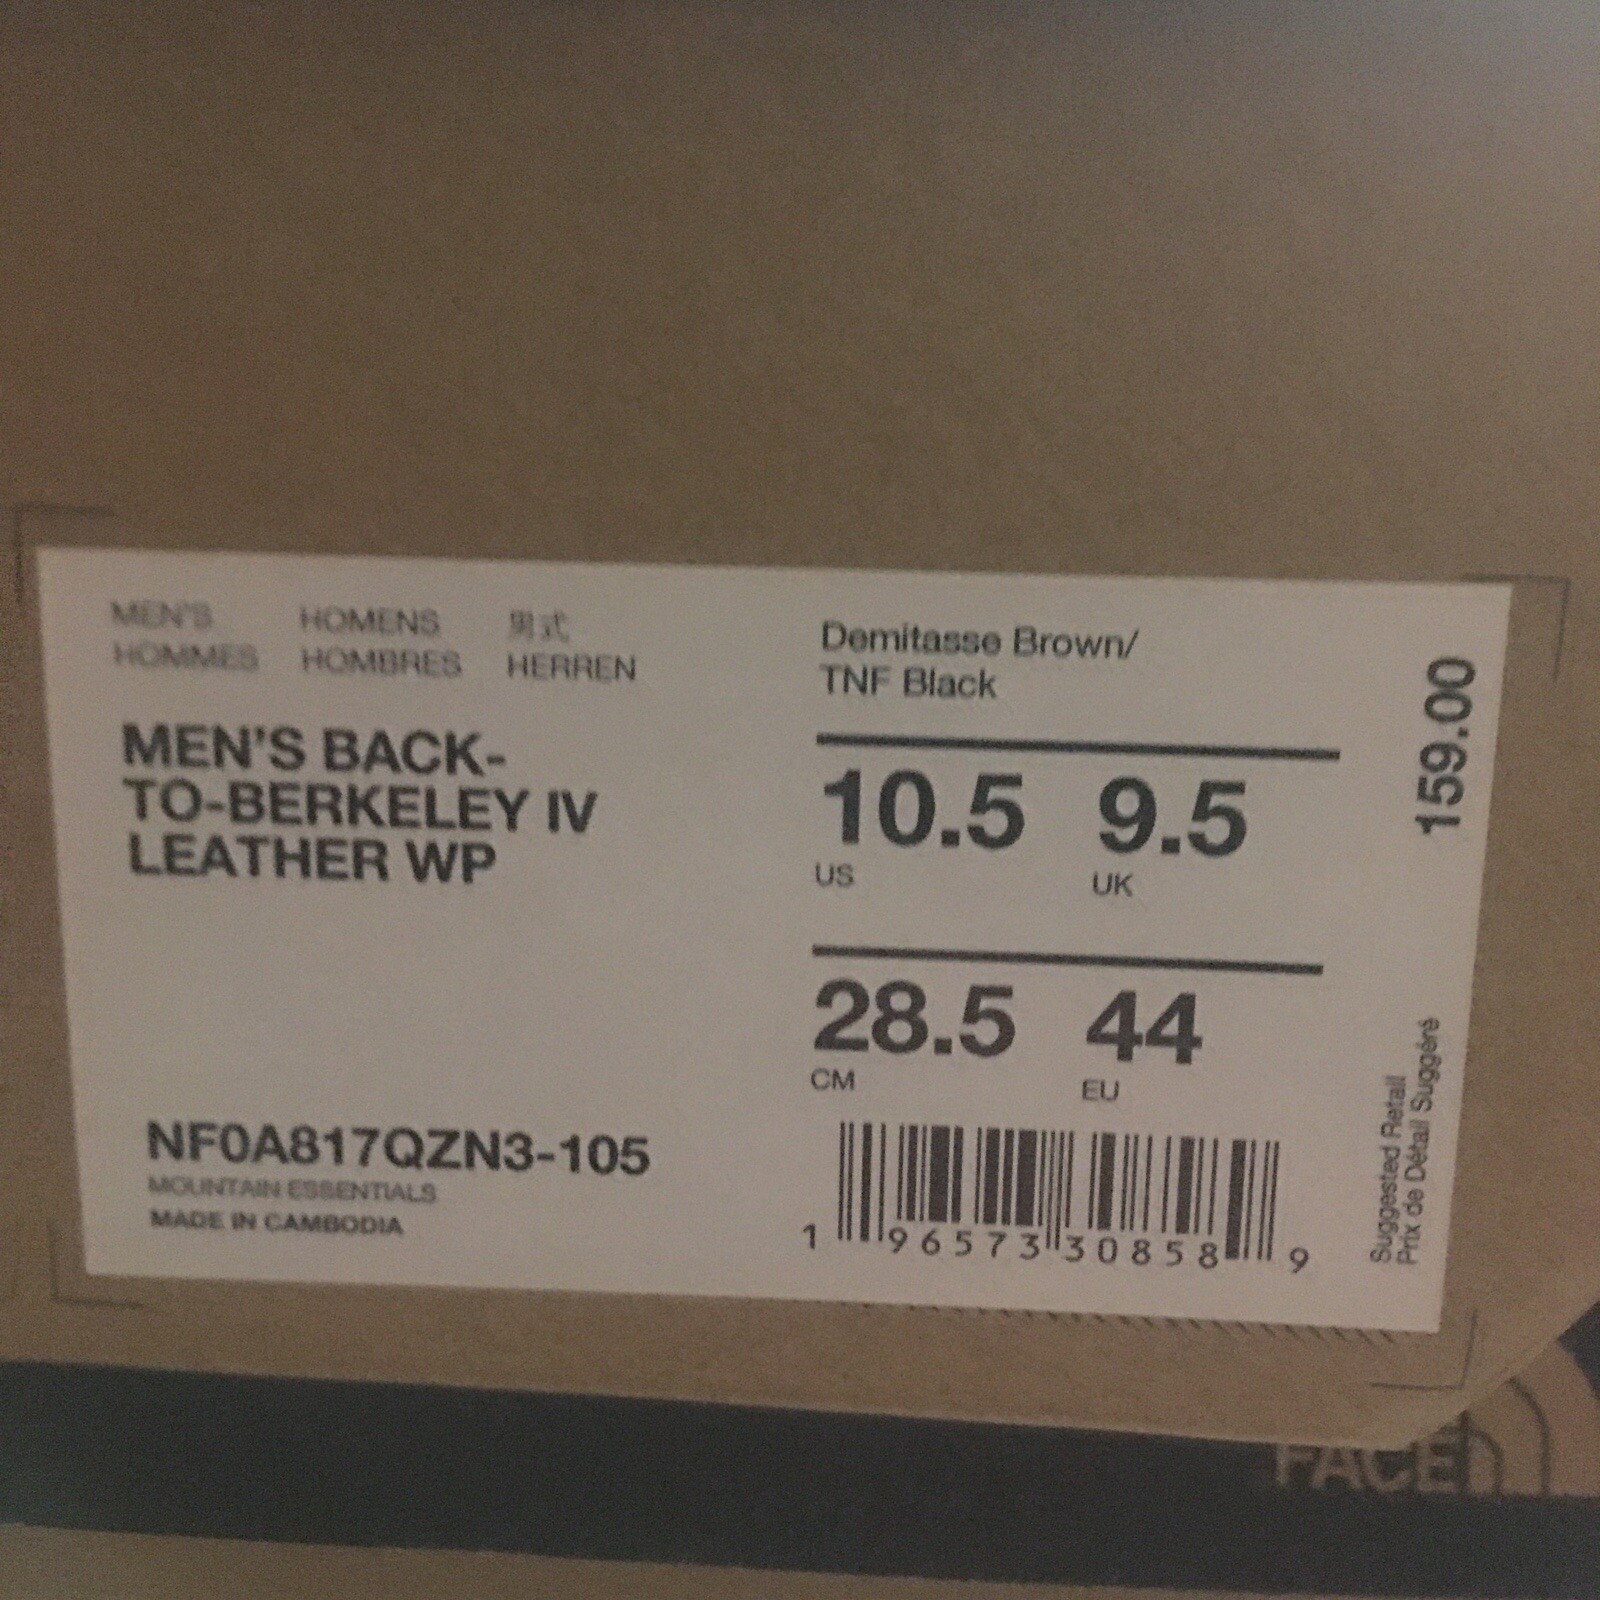 MEN'S HOMENS 男式
HOMMES HOMBRES HERREN
MEN'S BACK-
TO-BERKELEY IV
LEATHER WP
NF0A817QZN3-105
MOUNTAIN ESSENTIALS
MADE IN CAMBODIA
Demitasse Brown/
TNF Black
10.5 9.5
US UK
28.5 44
CM EU
1 96573 30858 9
159.00
Suggested Retail
Prix de Détail Suggéré
FACE